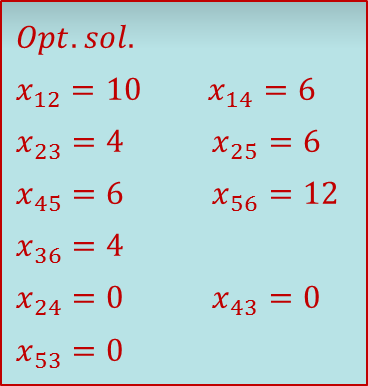 Opt. sol.
x₁₂ = 10 x₁₄ = 6
x₂₃ = 4 x₂₅ = 6
x₄₅ = 6 x₅₆ = 12
x₃₆ = 4
x₂₄ = 0 x₄₃ = 0
x₅₃ = 0